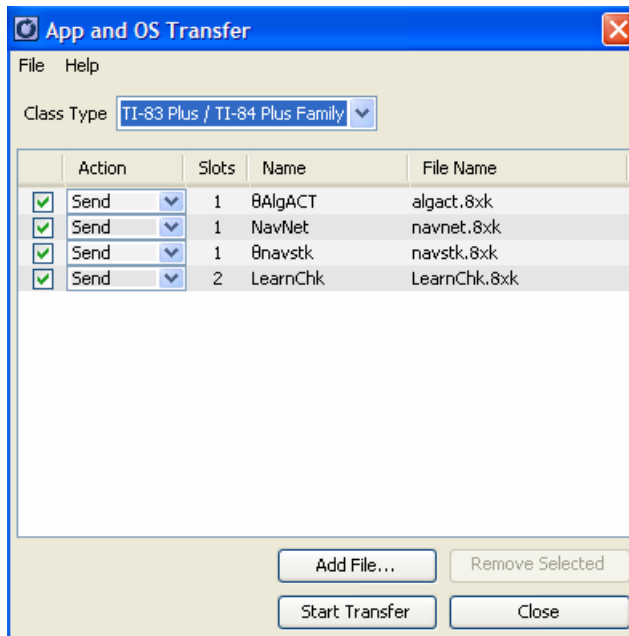 App and OS Transfer
File Help
Class Type TI-83 Plus / TI-84 Plus Family
Action Slots Name File Name
Send 1 θAlgACT algact.8xk
Send 1 NavNet navnet.8xk
Send 1 θnavstk navstk.8xk
Send 2 LearnChk LearnChk.8xk
Add File... Remove Selected
Start Transfer Close